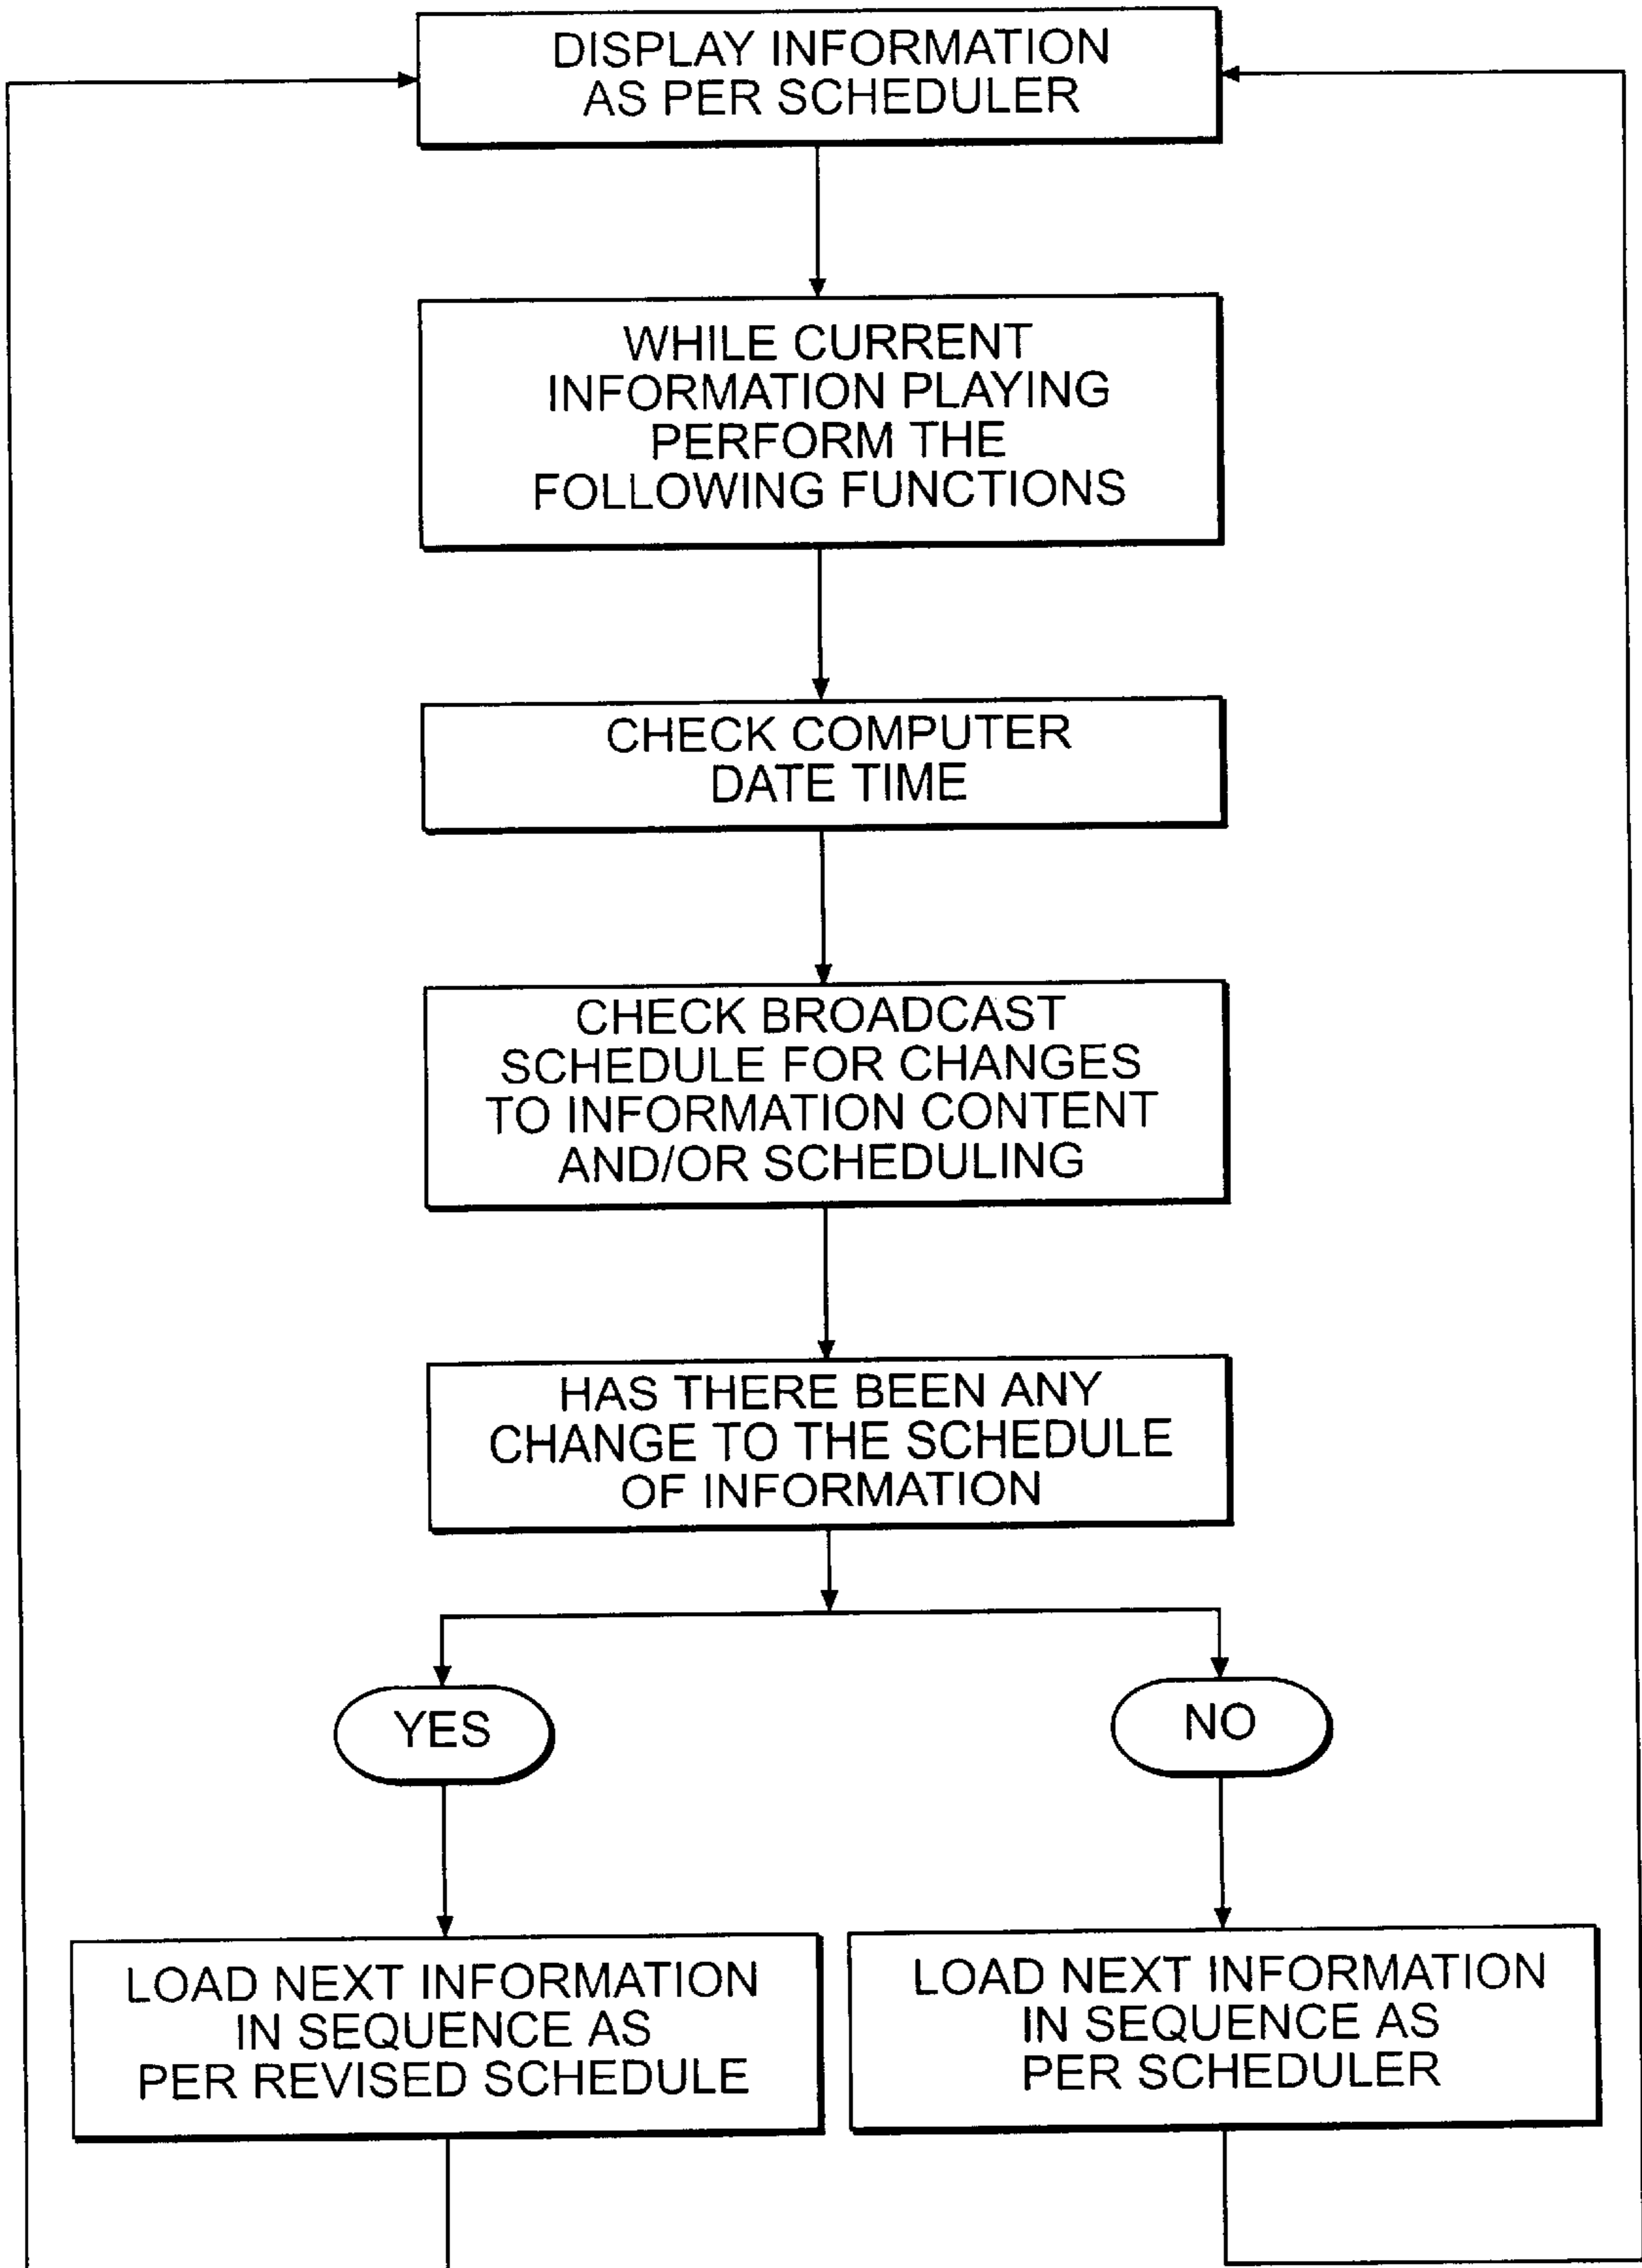 DISPLAY INFORMATION
AS PER SCHEDULER
WHILE CURRENT
INFORMATION PLAYING
PERFORM THE
FOLLOWING FUNCTIONS
CHECK COMPUTER
DATE TIME
CHECK BROADCAST
SCHEDULE FOR CHANGES
TO INFORMATION CONTENT
AND/OR SCHEDULING
HAS THERE BEEN ANY
CHANGE TO THE SCHEDULE
OF INFORMATION
YES
NO
LOAD NEXT INFORMATION
IN SEQUENCE AS
PER REVISED SCHEDULE
LOAD NEXT INFORMATION
IN SEQUENCE AS
PER SCHEDULER